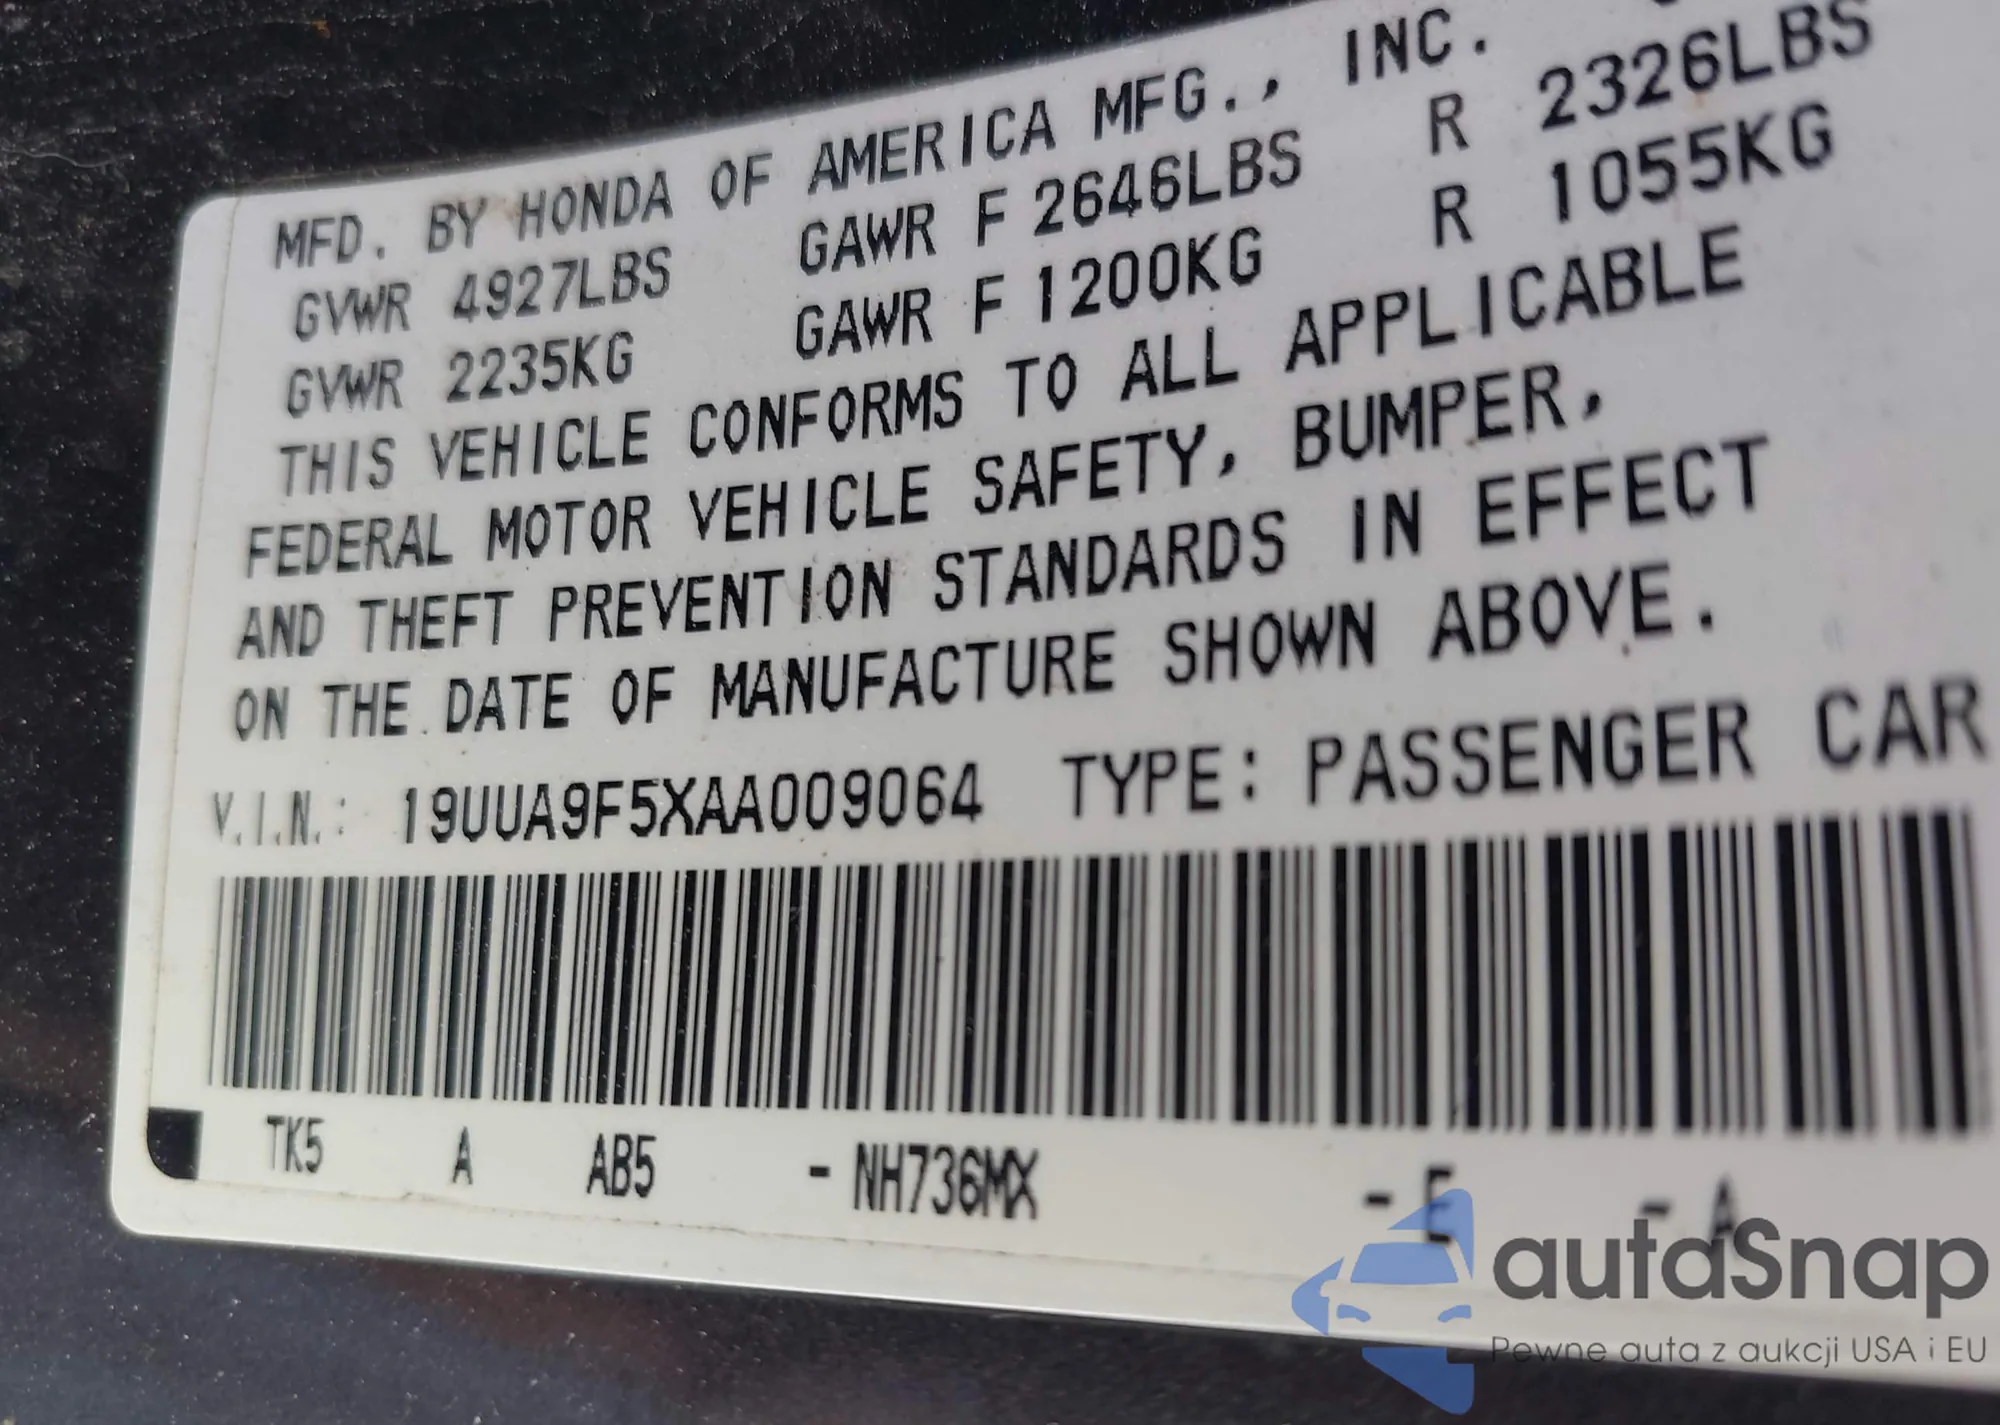 MFD. BY HONDA OF AMERICA MFG., INC.
GVWR 4927LBS GAWR F 2646LBS R 2326LBS
GVWR 2235KG GAWR F 1200KG R 1055KG
THIS VEHICLE CONFORMS TO ALL APPLICABLE
FEDERAL MOTOR VEHICLE SAFETY, BUMPER,
AND THEFT PREVENTION STANDARDS IN EFFECT
ON THE DATE OF MANUFACTURE SHOWN ABOVE.
V.I.N.: 19UUA9F5XAA009064 TYPE: PASSENGER CAR
TK5 A AB5 - NH736MX - E - A
autoSnap
Pewne auta z aukcji USA i EU